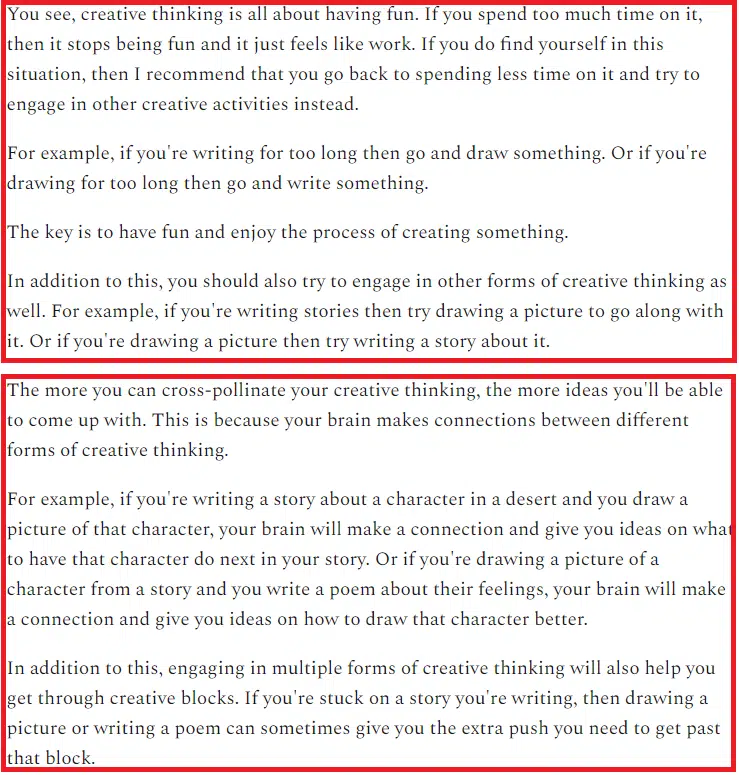 You see, creative thinking is all about having fun. If you spend too much time on it,
then it stops being fun and it just feels like work. If you do find yourself in this
situation, then I recommend that you go back to spending less time on it and try to
engage in other creative activities instead.
For example, if you're writing for too long then go and draw something. Or if you're
drawing for too long then go and write something.
The key is to have fun and enjoy the process of creating something.
In addition to this, you should also try to engage in other forms of creative thinking as
well. For example, if you're writing stories then try drawing a picture to go along with
it. Or if you're drawing a picture then try writing a story about it.
The more you can cross-pollinate your creative thinking, the more ideas you'll be able
to come up with. This is because your brain makes connections between different
forms of creative thinking.
For example, if you're writing a story about a character in a desert and you draw a
picture of that character, your brain will make a connection and give you ideas on what
to have that character do next in your story. Or if you're drawing a picture of a
character from a story and you write a poem about their feelings, your brain will make
a connection and give you ideas on how to draw that character better.
In addition to this, engaging in multiple forms of creative thinking will also help you
get through creative blocks. If you're stuck on a story you're writing, then drawing a
picture or writing a poem can sometimes give you the extra push you need to get past
that block.